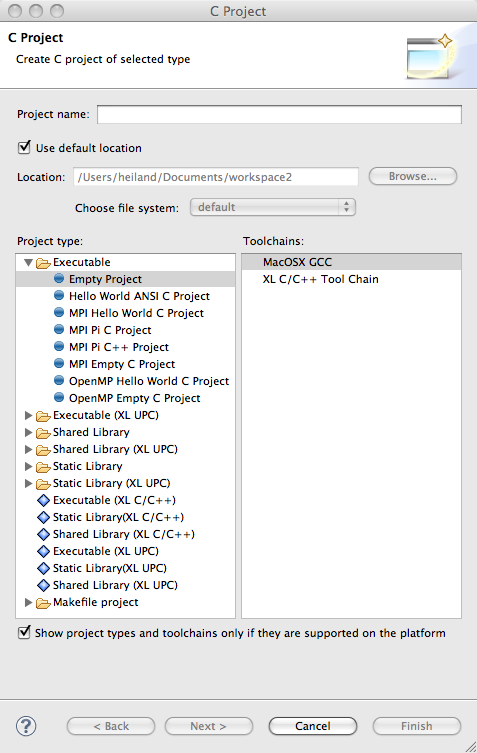 C Project
C Project
Create C project of selected type
Project name:
Use default location
Location: /Users/heiland/Documents/workspace2 Browse...
Choose file system: default
Project type: Toolchains:
Executable MacOSX GCC
Empty Project XL C/C++ Tool Chain
Hello World ANSI C Project
MPI Hello World C Project
MPI Pi C Project
MPI Pi C++ Project
MPI Empty C Project
OpenMP Hello World C Project
OpenMP Empty C Project
Executable (XL UPC)
Shared Library
Shared Library (XL UPC)
Static Library
Static Library (XL UPC)
Executable (XL C/C++)
Static Library(XL C/C++)
Shared Library (XL C/C++)
Executable (XL UPC)
Static Library(XL UPC)
Shared Library (XL UPC)
Makefile project
Show project types and toolchains only if they are supported on the platform
? < Back Next > Cancel Finish